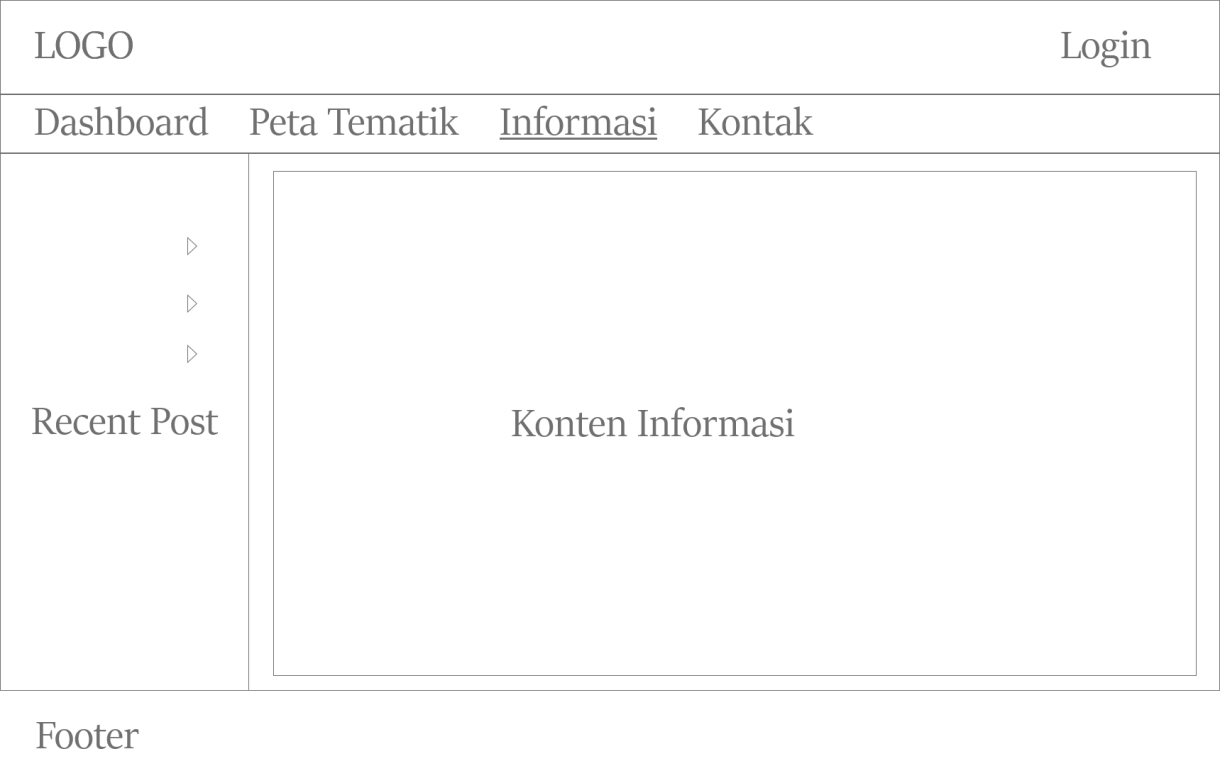 LOGO
Login
Dashboard Peta Tematik Informasi Kontak
Recent Post
Konten Informasi
Footer